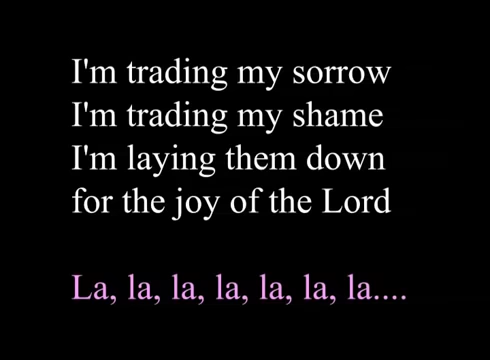 I'm trading my sorrow
I'm trading my shame
I'm laying them down
for the joy of the Lord
La, la, la, la, la, la, la....